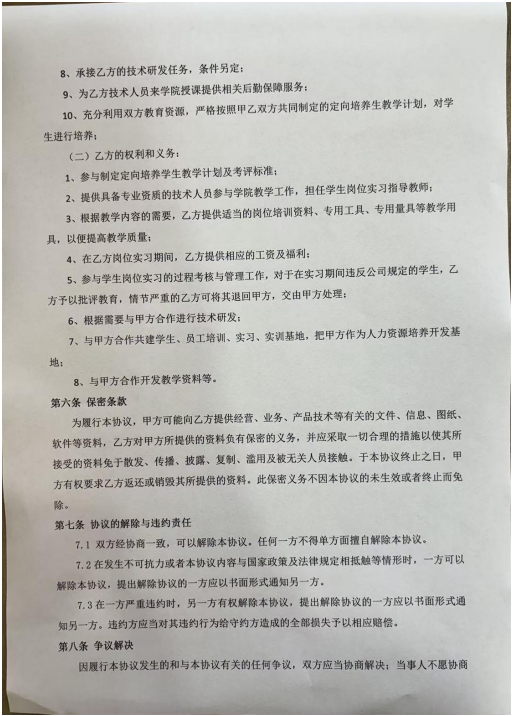 8、承接乙方的技术研发任务，条件另定；
9、为乙方技术人员来学院授课提供相关后勤保障服务；
10、充分利用双方教育资源，严格按照甲乙双方共同制定的定向培养生教学计划，对学
生进行培养；
（二）乙方的权利和义务：
1、参与制定定向培养学生教学计划及考评标准；
2、提供具备专业资质的技术人员参与学院教学工作，担任学生岗位实习指导教师；
3、根据教学内容的需要，乙方提供适当的岗位培训资料、专用工具、专用量具等教学用
具，以便提高教学质量；
4、在乙方岗位实习期间，乙方提供相应的工资及福利；
5、参与学生岗位实习的过程考核与管理工作，对于在实习期间违反公司规定的学生，乙
方予以批评教育，情节严重的乙方可将其退回甲方，交由甲方处理；
6、根据需要与甲方合作进行技术研发；
7、与甲方合作共建学生、员工培训、实习、实训基地，把甲方作为人力资源培养开发基
地；
8、与甲方合作开发教学资料等。
第六条 保密条款
为履行本协议，甲方可能向乙方提供经营、业务、产品技术等有关的文件、信息、图纸、
软件等资料，乙方对甲方所提供的资料负有保密的义务，并应采取一切合理的措施以使其所
接受的资料免于散发、传播、披露、复制、滥用及被无关人员接触。于本协议终止之日，甲
方有权要求乙方返还或销毁其所提供的资料。此保密义务不因本协议的未生效或者终止而免
除。
第七条 协议的解除与违约责任
7.1 双方经协商一致，可以解除本协议。任何一方不得单方面擅自解除本协议。
7.2在发生不可抗力或者本协议内容与国家政策及法律规定相抵触等情形时，一方可以
解除本协议，提出解除协议的一方应以书面形式通知另一方。
7.3在一方严重违约时，另一方有权解除本协议，提出解除协议的一方应以书面形式通
知另一方。违约方应当对其违约行为给守约方造成的全部损失予以相应赔偿。
第八条 争议解决
因履行本协议发生的和与本协议有关的任何争议，双方应当协商解决；当事人不愿协商